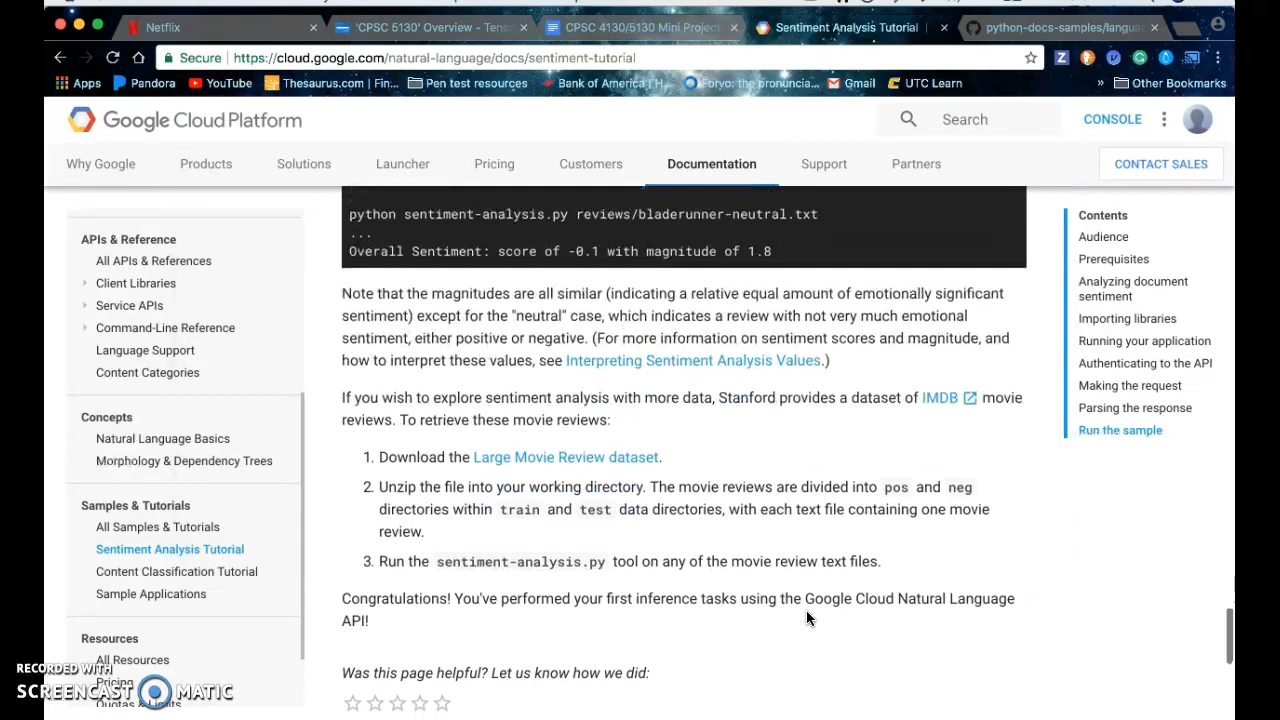 Netflix
'CPSC 5130' Overview - Tens
CPSC 4130/5130 Mini Project
Sentiment Analysis Tutorial
python-docs-samples/langua
Secure
https://cloud.google.com/natural-language/docs/sentiment-tutorial
Apps
Pandora
YouTube
Thesaurus.com | Fin...
Pen test resources
Bank of America | H...
Forvo: the pronuncia...
Gmail
UTC Learn
»
Other Bookmarks
Google Cloud Platform
Search
CONSOLE
Why Google
Products
Solutions
Launcher
Pricing
Customers
Documentation
Support
Partners
CONTACT SALES
APIs & Reference
All APIs & References
Client Libraries
Service APIs
Command-Line Reference
Language Support
Content Categories
Concepts
Natural Language Basics
Morphology & Dependency Trees
Samples & Tutorials
All Samples & Tutorials
Sentiment Analysis Tutorial
Content Classification Tutorial
Sample Applications
Resources
All Resources
Pricing
Quotas & Limits
python sentiment-analysis.py reviews/bladerunner-neutral.txt
...
Overall Sentiment: score of -0.1 with magnitude of 1.8
Note that the magnitudes are all similar (indicating a relative equal amount of emotionally significant
sentiment) except for the "neutral" case, which indicates a review with not very much emotional
sentiment, either positive or negative. (For more information on sentiment scores and magnitude, and
how to interpret these values, see Interpreting Sentiment Analysis Values.)
If you wish to explore sentiment analysis with more data, Stanford provides a dataset of IMDB movie
reviews. To retrieve these movie reviews:
1. Download the Large Movie Review dataset.
2. Unzip the file into your working directory. The movie reviews are divided into pos and neg
directories within train and test data directories, with each text file containing one movie
review.
3. Run the sentiment-analysis.py tool on any of the movie review text files.
Congratulations! You've performed your first inference tasks using the Google Cloud Natural Language
API!
Was this page helpful? Let us know how we did:
Contents
Audience
Prerequisites
Analyzing document
sentiment
Importing libraries
Running your application
Authenticating to the API
Making the request
Parsing the response
Run the sample
RECORDED WITH
SCREENCAST MATIC